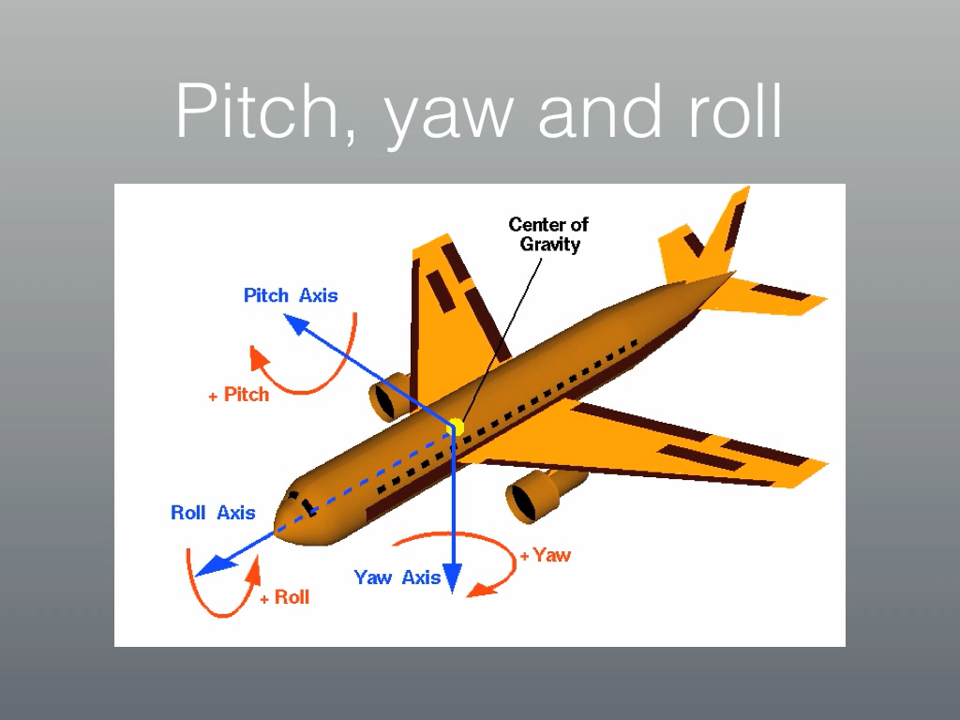 Pitch, yaw and roll
Center of
Gravity
Pitch Axis
+ Pitch
Roll Axis
+ Roll
Yaw Axis
+ Yaw